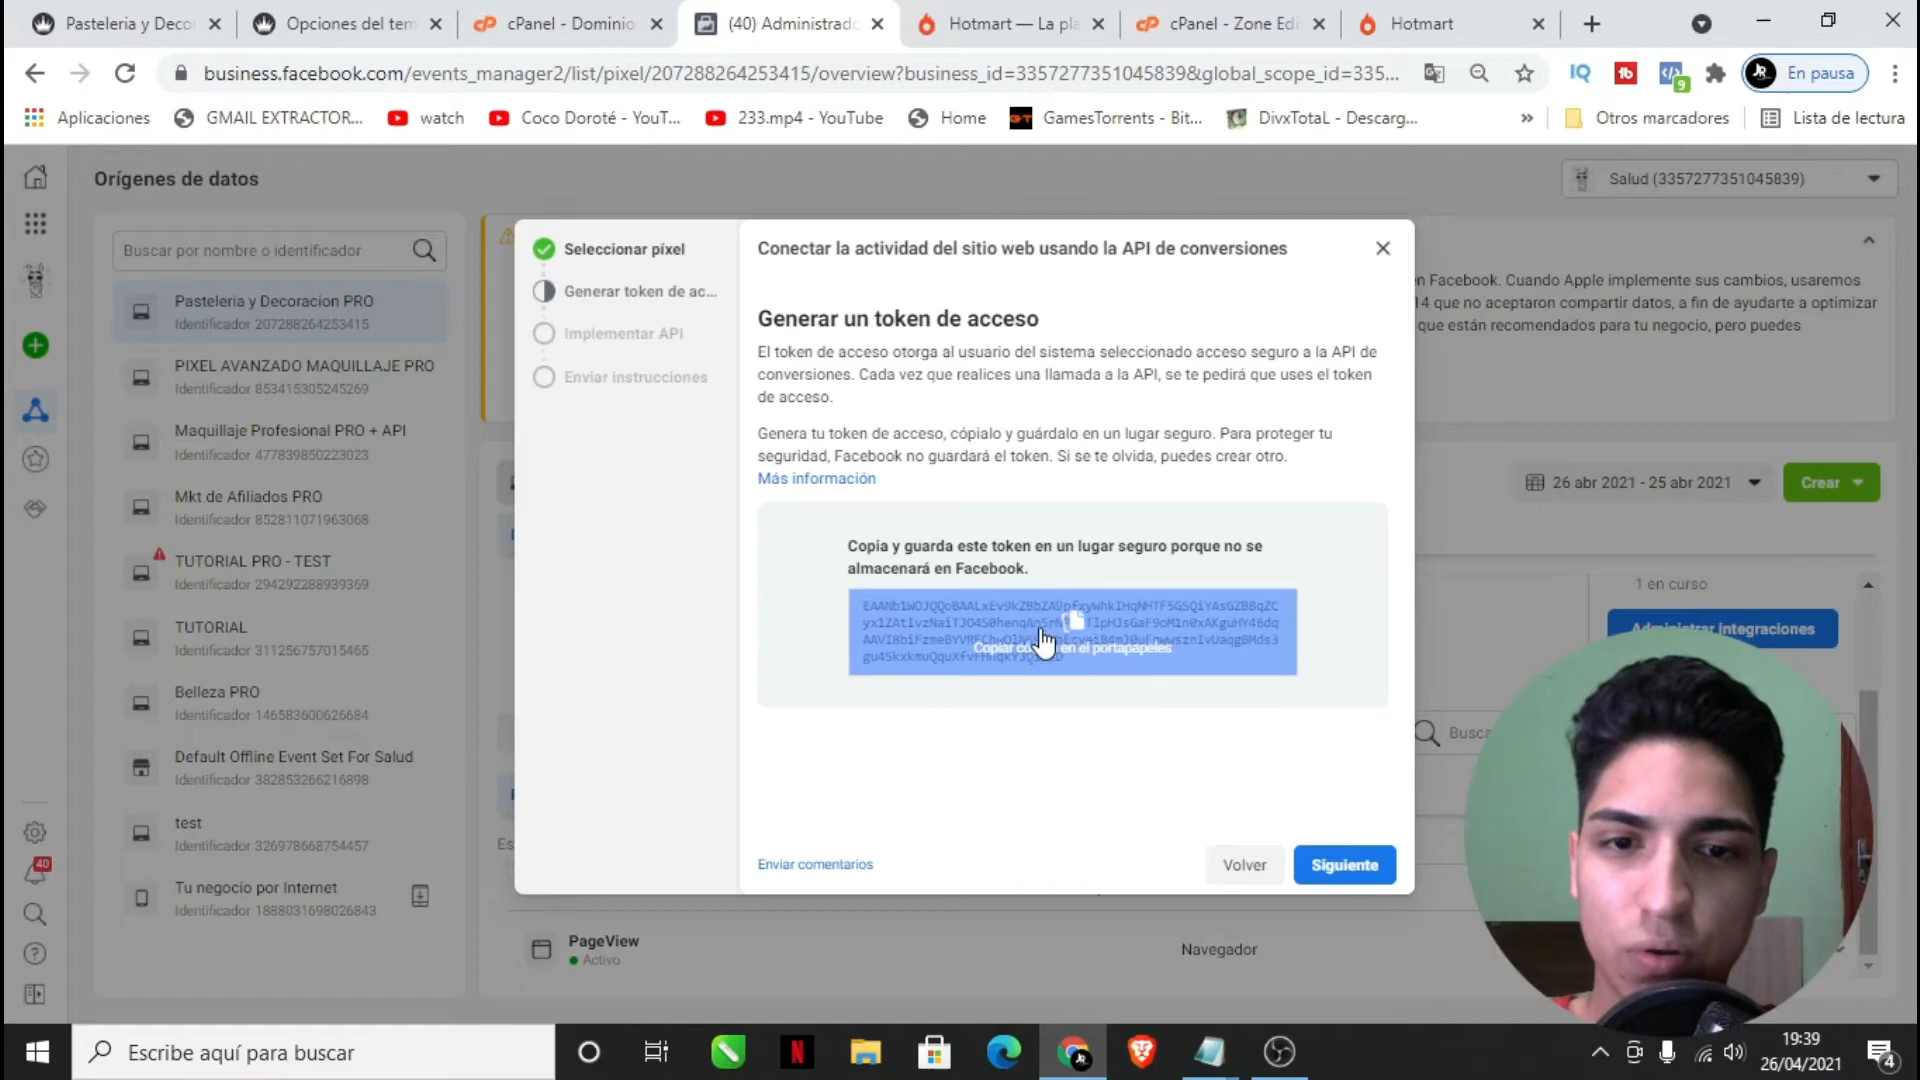 Pasteleria y Decor
Opciones del tem
cPanel - Dominio
(40) Administrado
Hotmart — La pla
cPanel - Zone Edi
Hotmart
business.facebook.com/events_manager2/list/pixel/207288264253415/overview?business_id=3357277351045839&global_scope_id=335...
En pausa
Aplicaciones
GMAIL EXTRACTOR...
watch
Coco Doroté - YouT...
233.mp4 - YouTube
Home
GamesTorrents - Bit...
DivxTotaL - Descarg...
»
Otros marcadores
Lista de lectura
Orígenes de datos
Salud (3357277351045839)
Buscar por nombre o identificador
Pasteleria y Decoracion PRO
Identificador 207288264253415
PIXEL AVANZADO MAQUILLAJE PRO
Identificador 853415305245269
Maquillaje Profesional PRO + API
Identificador 477839850223023
Mkt de Afiliados PRO
Identificador 852811071963068
TUTORIAL PRO - TEST
Identificador 294292288939369
TUTORIAL
Identificador 311256757015465
Belleza PRO
Identificador 146583600626684
Default Offline Event Set For Salud
Identificador 382853266216898
test
Identificador 326978668754457
Tu negocio por Internet
Identificador 1888031698026843
40
Seleccionar píxel
Generar token de ac...
Implementar API
Enviar instrucciones
Conectar la actividad del sitio web usando la API de conversiones
Generar un token de acceso
El token de acceso otorga al usuario del sistema seleccionado acceso seguro a la API de
conversiones. Cada vez que realices una llamada a la API, se te pedirá que uses el token
de acceso.
Genera tu token de acceso, cópialo y guárdalo en un lugar seguro. Para proteger tu
seguridad, Facebook no guardará el token. Si se te olvida, puedes crear otro.
Más información
Copia y guarda este token en un lugar seguro porque no se
almacenará en Facebook.
Copiar en el portapapeles
Enviar comentarios
Volver
Siguiente
en Facebook. Cuando Apple implemente sus cambios, usaremos
14 que no aceptaron compartir datos, a fin de ayudarte a optimizar
que están recomendados para tu negocio, pero puedes
26 abr 2021 - 25 abr 2021
Crear
1 en curso
Administrar integraciones
Busc
Es
PageView
Activo
Navegador
Escribe aquí para buscar
19:39
26/04/2021
4